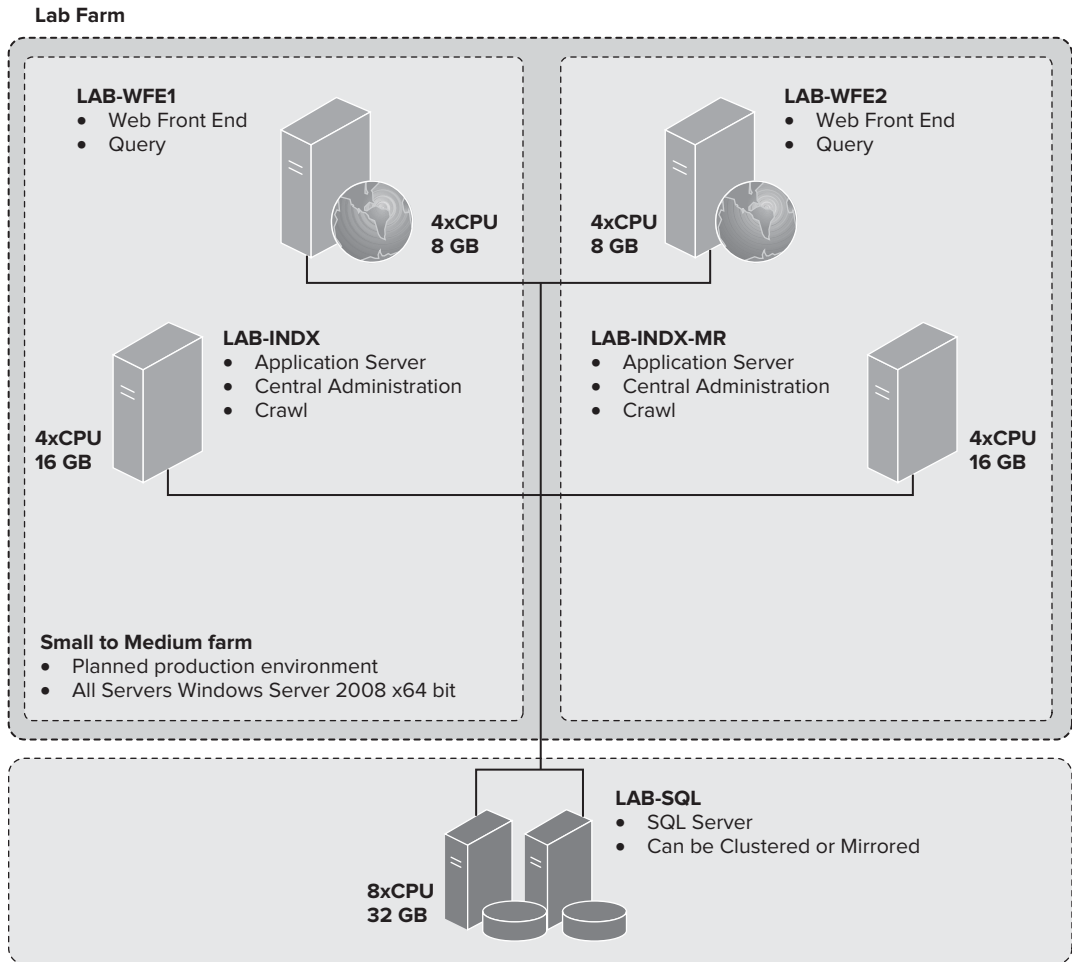 Lab Farm
LAB-WFE1
• Web Front End
• Query
4xCPU
8 GB
LAB-WFE2
• Web Front End
• Query
4xCPU
8 GB
LAB-INDX
• Application Server
• Central Administration
• Crawl
4xCPU
16 GB
LAB-INDX-MR
• Application Server
• Central Administration
• Crawl
4xCPU
16 GB
Small to Medium farm
• Planned production environment
• All Servers Windows Server 2008 x64 bit
LAB-SQL
• SQL Server
• Can be Clustered or Mirrored
8xCPU
32 GB